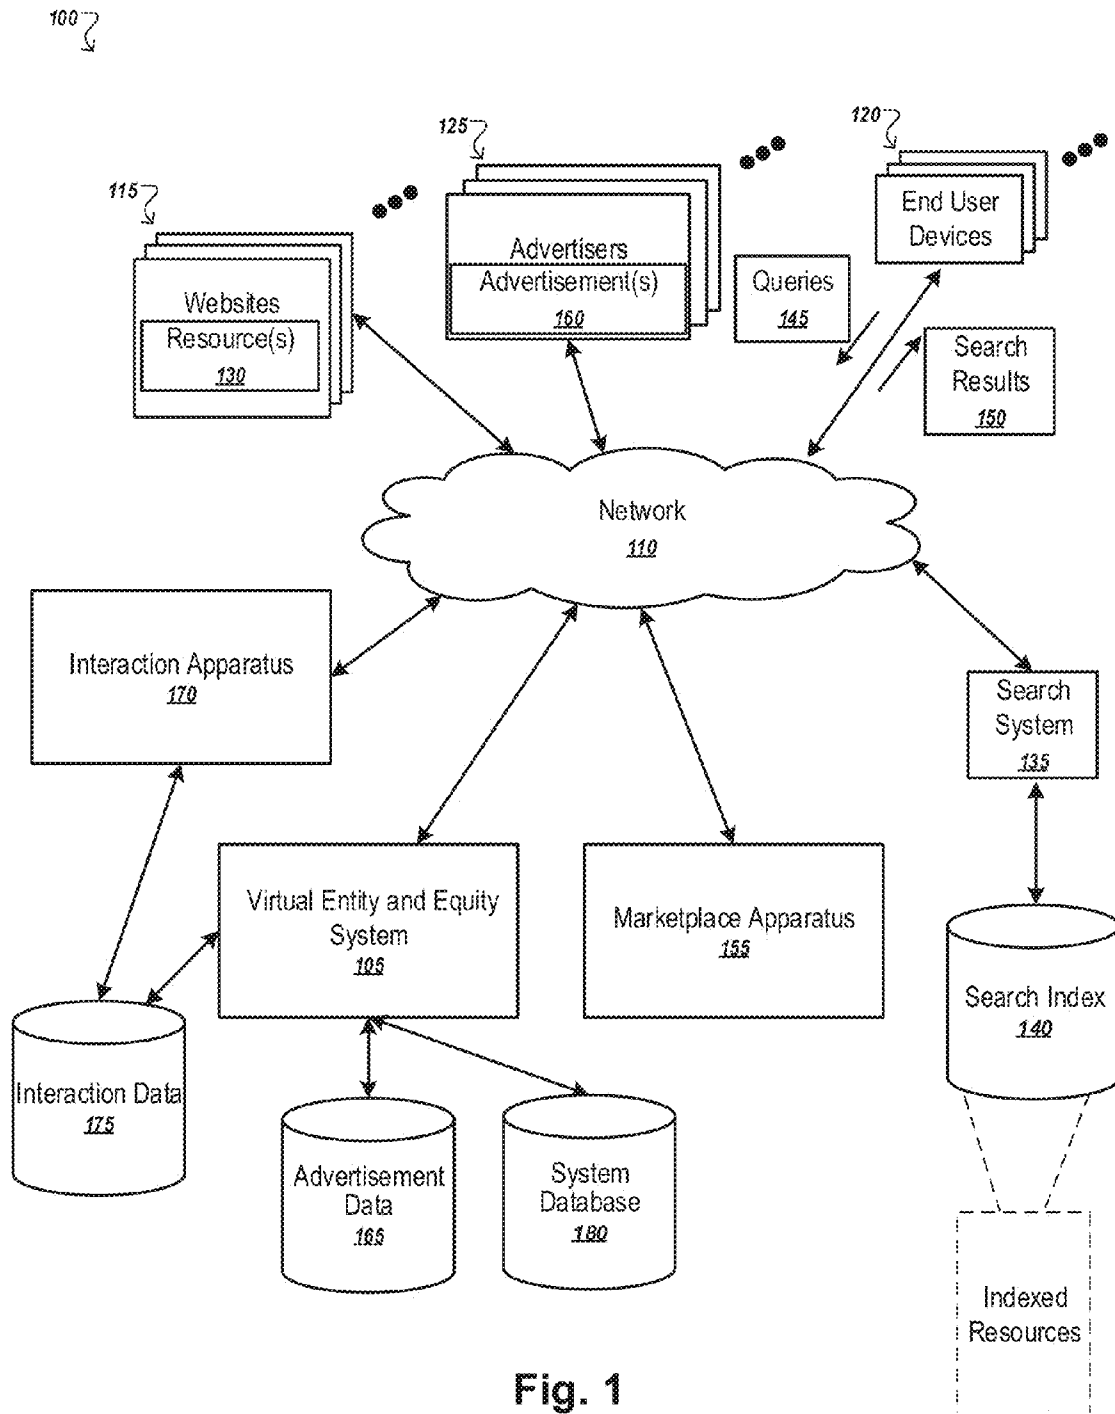 100
125
120
115
End User
Devices
Advertisers
Advertisement(s)
160
Queries
145
Websites
Resource(s)
130
Search
Results
150
Network
110
Interaction Apparatus
170
Search
System
135
Virtual Entity and Equity
System
105
Marketplace Apparatus
155
Search Index
140
Interaction Data
175
Advertisement
Data
165
System
Database
180
Indexed
Resources
Fig. 1